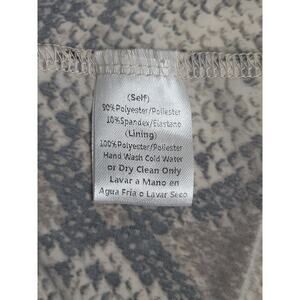 (Self)
90%Polyester/Poliester
10%Spandex/Elastano
(Lining)
100%Polyester/Poliester
Hand Wash Cold Water
or Dry Clean Only
Lavar a Mano en
Agua Fria o Lavar Seco